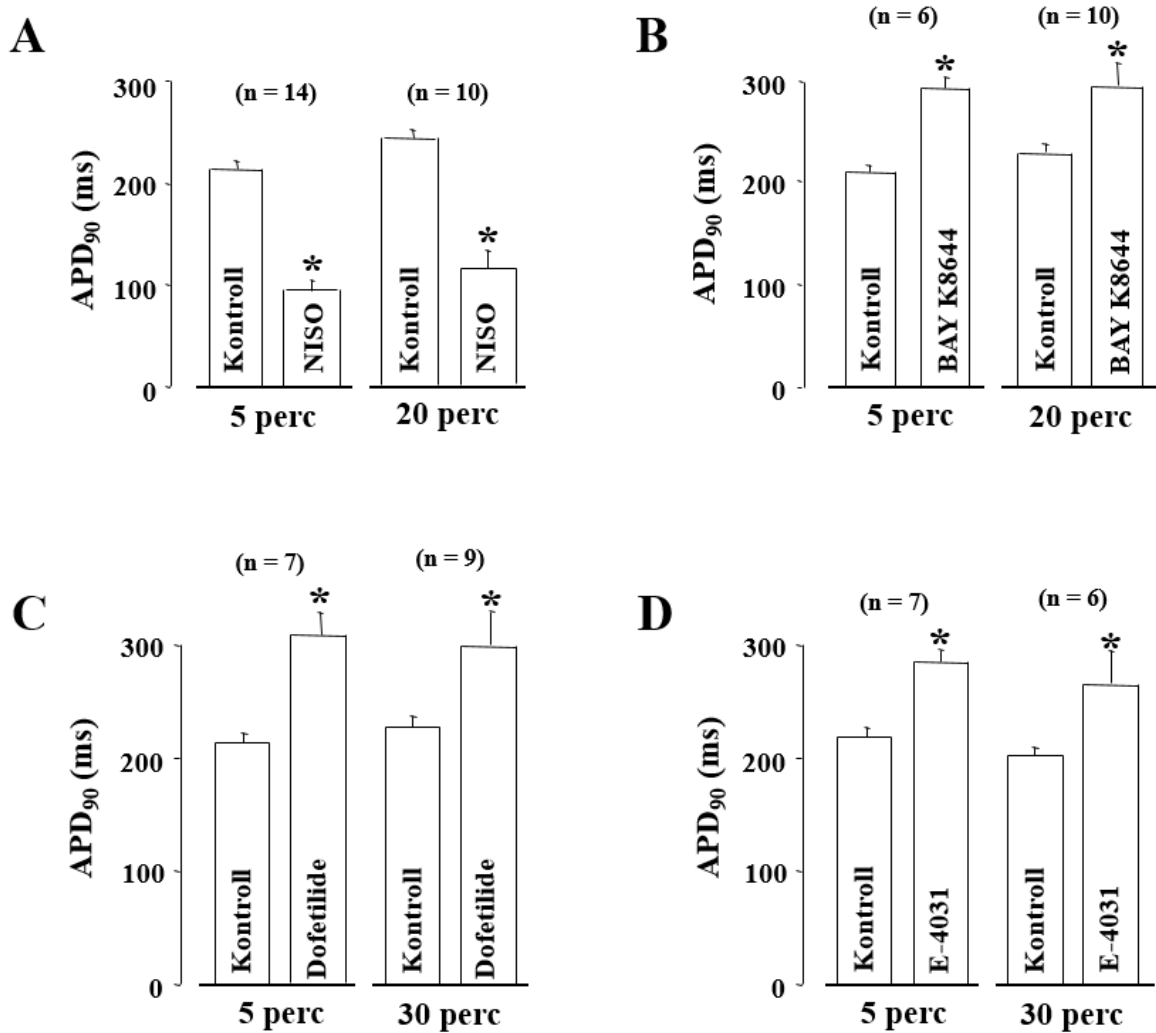 A
(n = 14)
(n = 10)
APD90 (ms)
300
200
100
0
Kontroll
NISO
Kontroll
NISO
*
*
5 perc
20 perc
B
(n = 6)
(n = 10)
APD90 (ms)
300
200
100
0
Kontroll
BAY K8644
Kontroll
BAY K8644
*
*
5 perc
20 perc
C
(n = 7)
(n = 9)
APD90 (ms)
300
200
100
0
Kontroll
Dofetilide
Kontroll
Dofetilide
*
*
5 perc
30 perc
D
(n = 7)
(n = 6)
APD90 (ms)
300
200
100
0
Kontroll
E-4031
Kontroll
E-4031
*
*
5 perc
30 perc